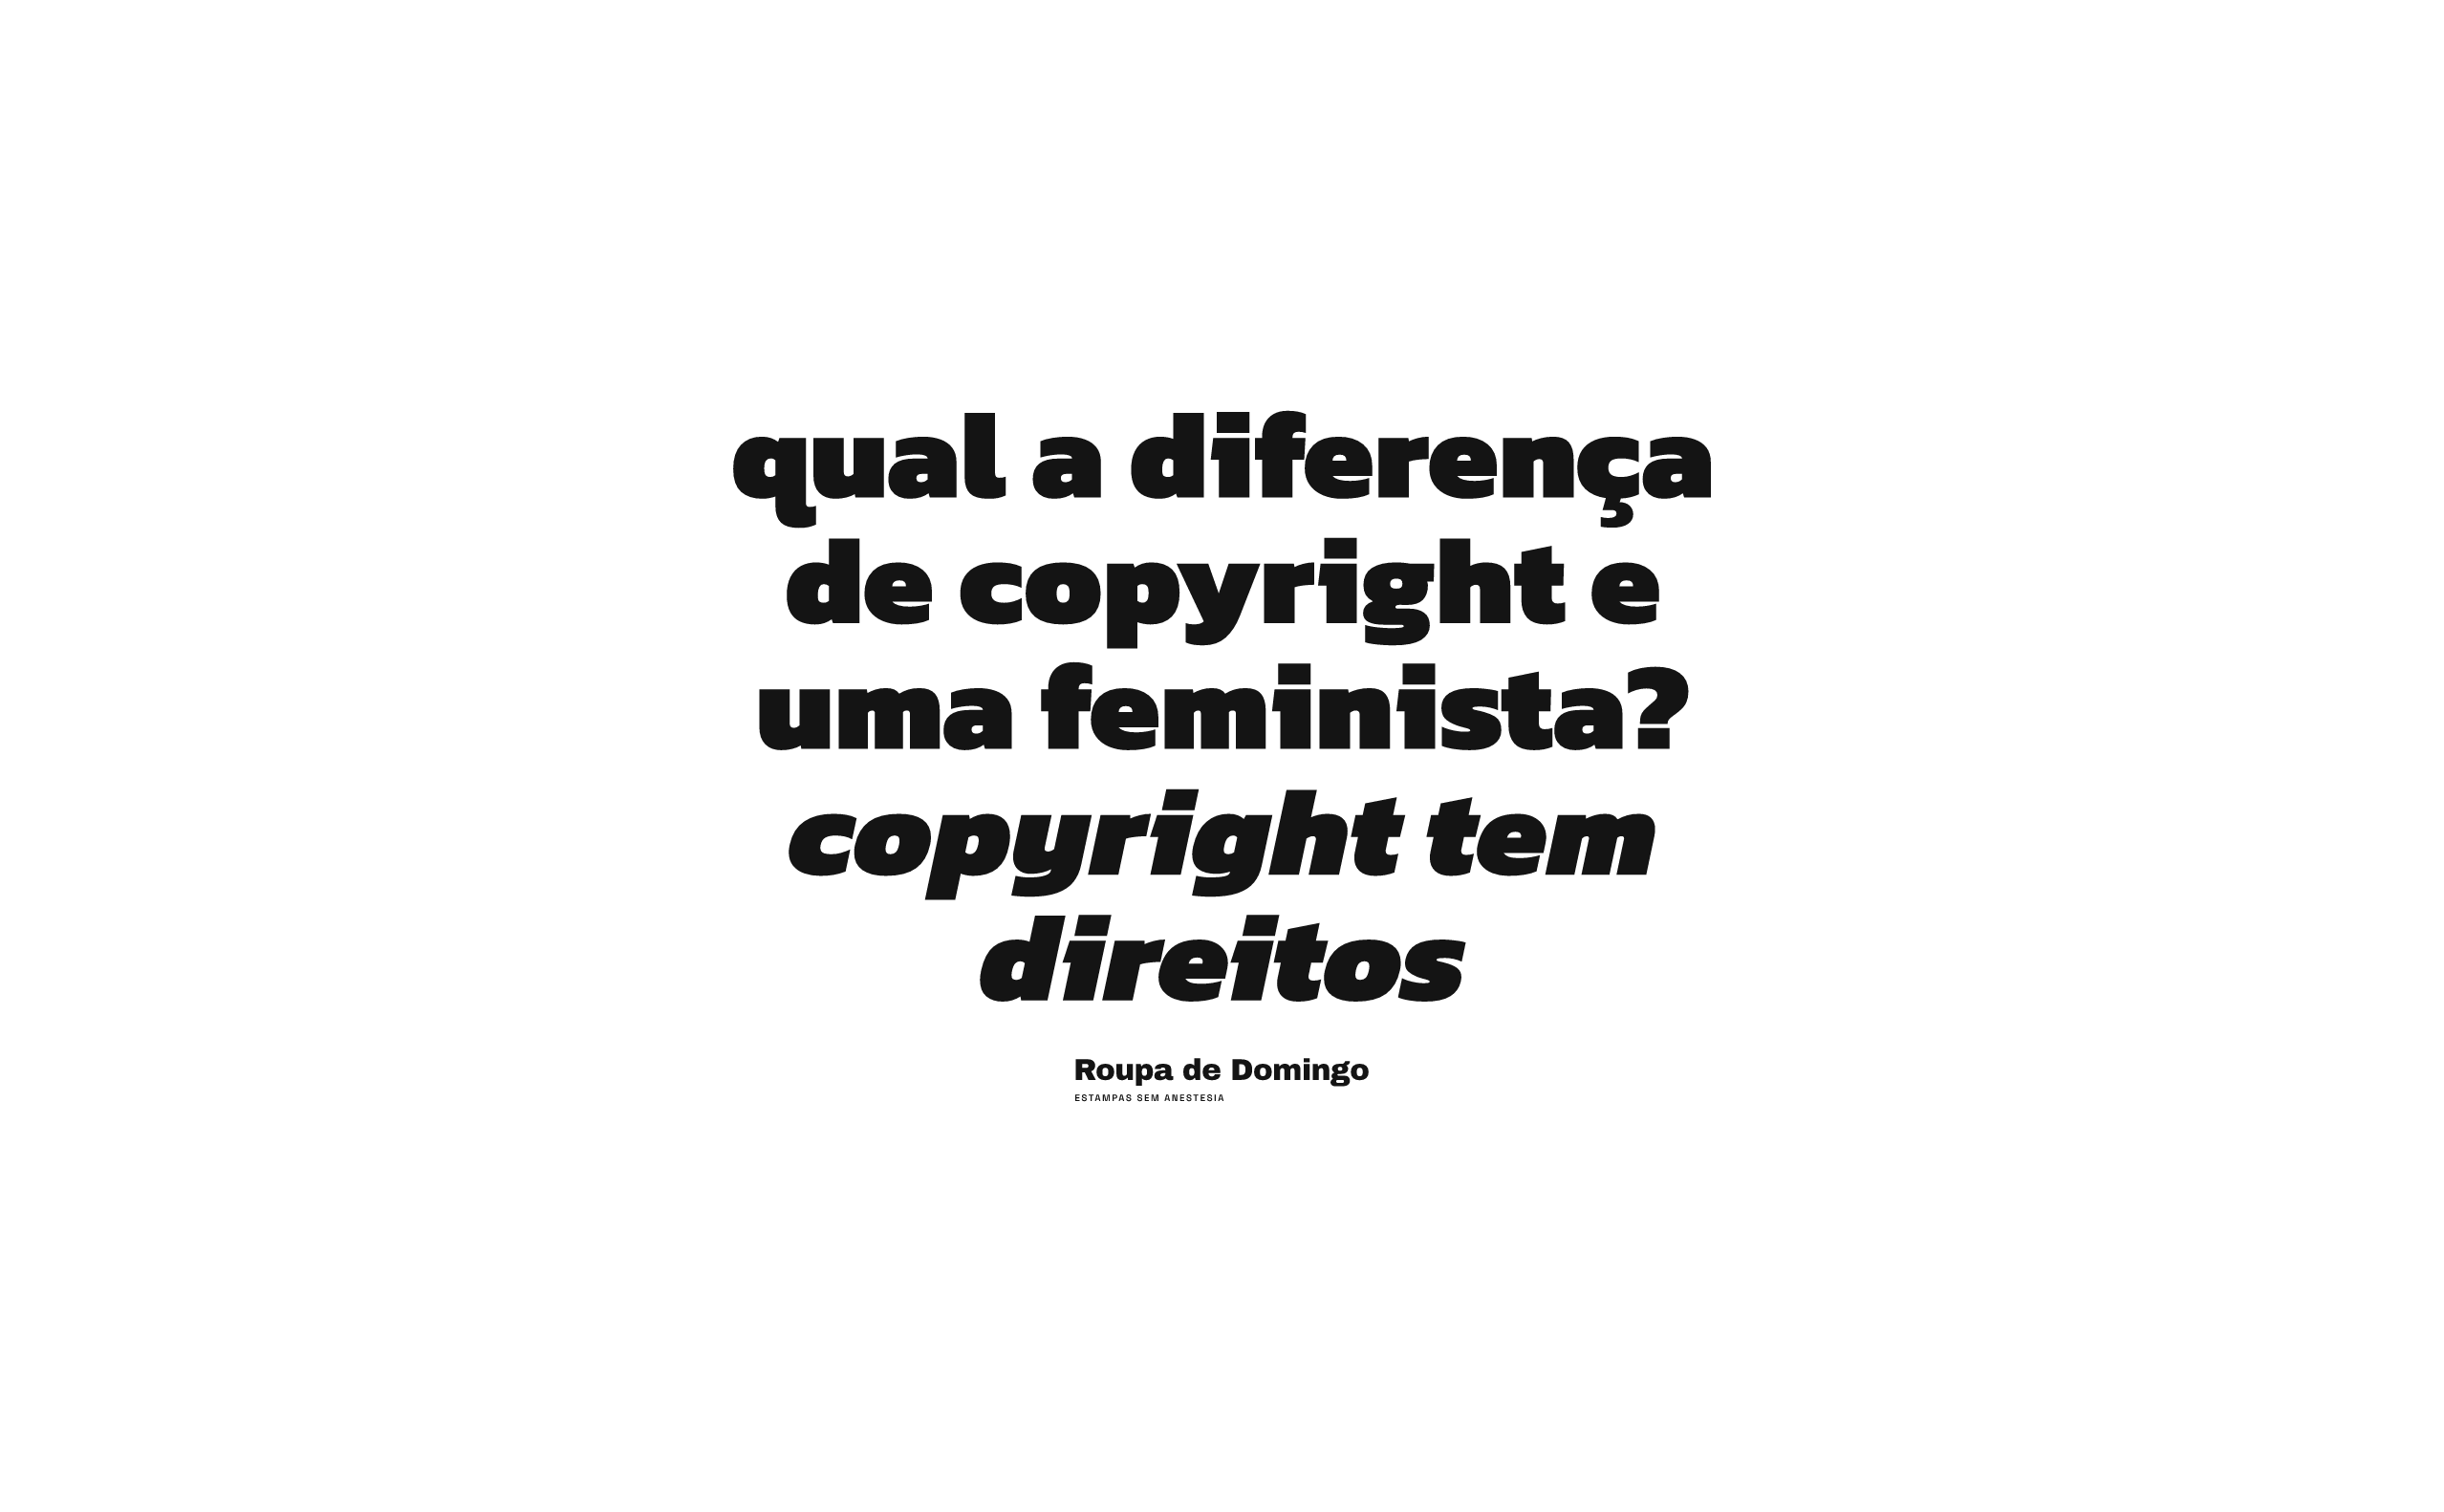 qual a diferença
de copyright e
uma feminista?
copyright tem
direitos
Roupa de Domingo
ESTAMPAS SEM ANESTESIA